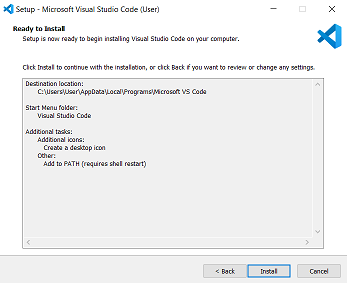 Setup - Microsoft Visual Studio Code (User)
Ready to Install
Setup is now ready to begin installing Visual Studio Code on your computer.
Click Install to continue with the installation, or click Back if you want to review or change any settings.
Destination location:
C:\Users\User\AppData\Local\Programs\Microsoft VS Code
Start Menu folder:
Visual Studio Code
Additional tasks:
Additional icons:
Create a desktop icon
Other:
Add to PATH (requires shell restart)
< Back
Install
Cancel